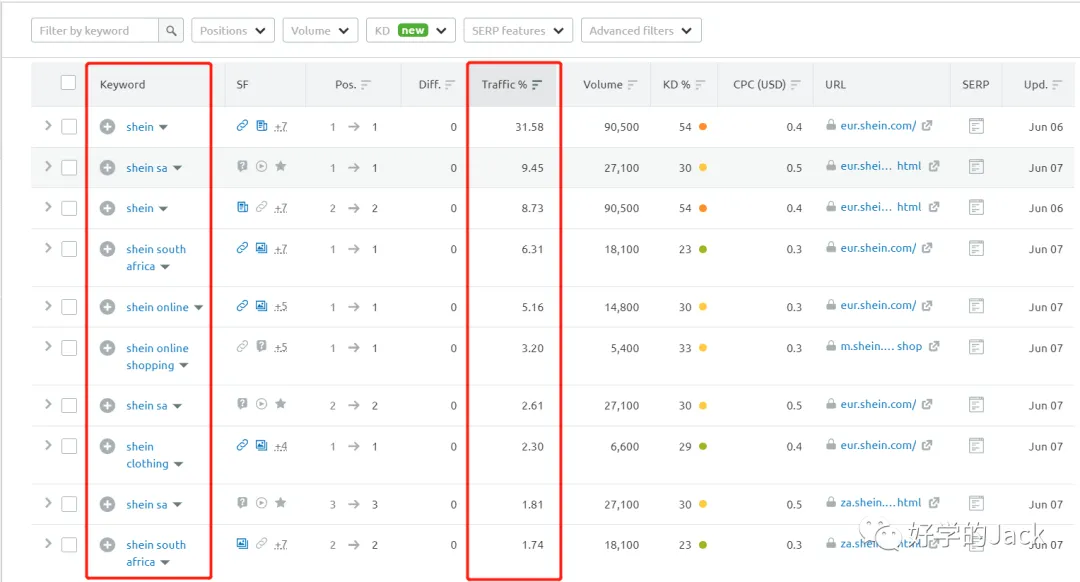 Filter by keyword Positions Volume KD new SERP features Advanced filters
Keyword SF Pos. Diff. Traffic % Volume KD % CPC (USD) URL SERP Upd.
shein +7 1 → 1 0 31.58 90,500 54 0.4 eur.shein.com/ Jun 06
shein sa 1 → 1 0 9.45 27,100 30 0.5 eur.shei... html Jun 07
shein +7 2 → 2 0 8.73 90,500 54 0.4 eur.shei... html Jun 06
shein south +7 1 → 1 0 6.31 18,100 23 0.3 eur.shein.com/ Jun 07
africa
shein online +5 1 → 1 0 5.16 14,800 30 0.3 eur.shein.com/ Jun 07
shein online +5 1 → 1 0 3.20 5,400 33 0.3 m.shein.... shop Jun 07
shopping
shein sa 2 → 2 0 2.61 27,100 30 0.5 eur.shein.com/ Jun 07
shein +4 1 → 1 0 2.30 6,600 29 0.4 eur.shein.com/ Jun 07
clothing
shein sa 3 → 3 0 1.81 27,100 30 0.5 za.shein....html Jun 07
shein south +7 2 → 2 0 1.74 18,100 23 0.3 Jun 07
africa
好学的Jack